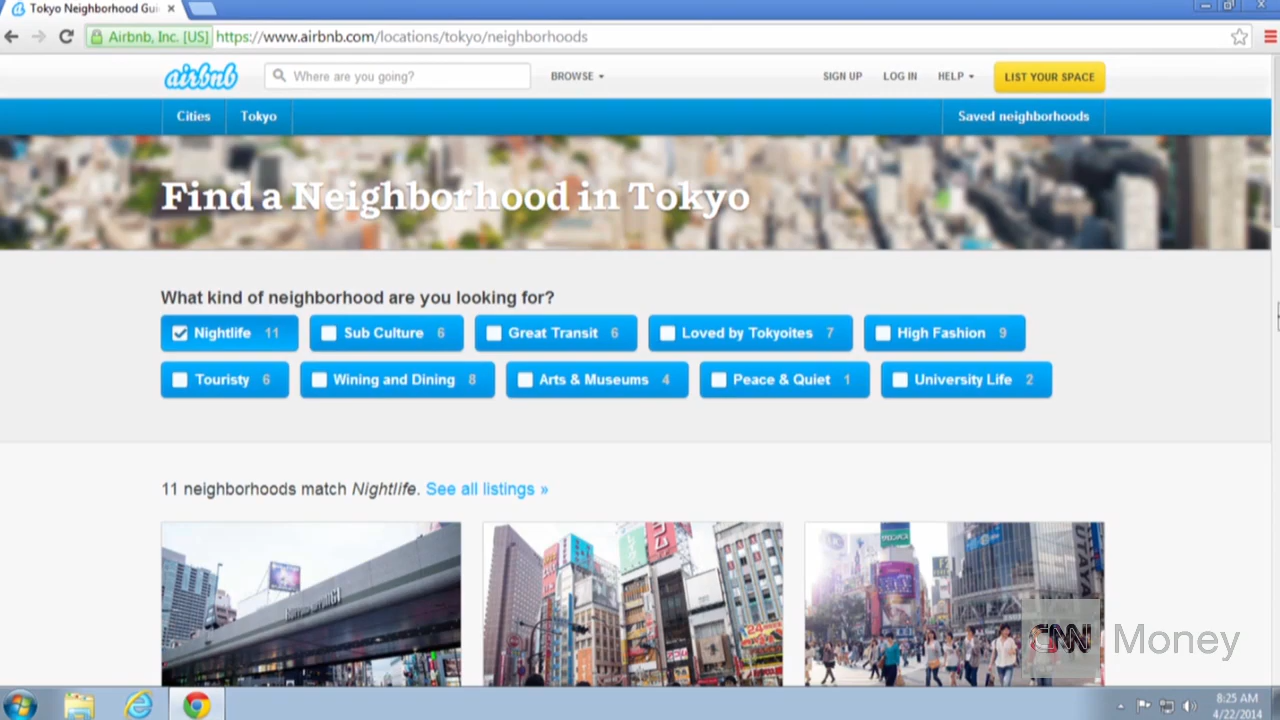 Tokyo Neighborhood Gui
Airbnb, Inc. [US] https://www.airbnb.com/locations/tokyo/neighborhoods
airbnb Where are you going? BROWSE SIGN UP LOG IN HELP LIST YOUR SPACE
Cities Tokyo Saved neighborhoods
Find a Neighborhood in Tokyo
What kind of neighborhood are you looking for?
Nightlife 11 Sub Culture 6 Great Transit 6 Loved by Tokyoites 7 High Fashion 9
Touristy 6 Wining and Dining 8 Arts & Museums 4 Peace & Quiet 1 University Life 2
11 neighborhoods match Nightlife. See all listings »
CNN Money
8:25 AM
4/22/2014